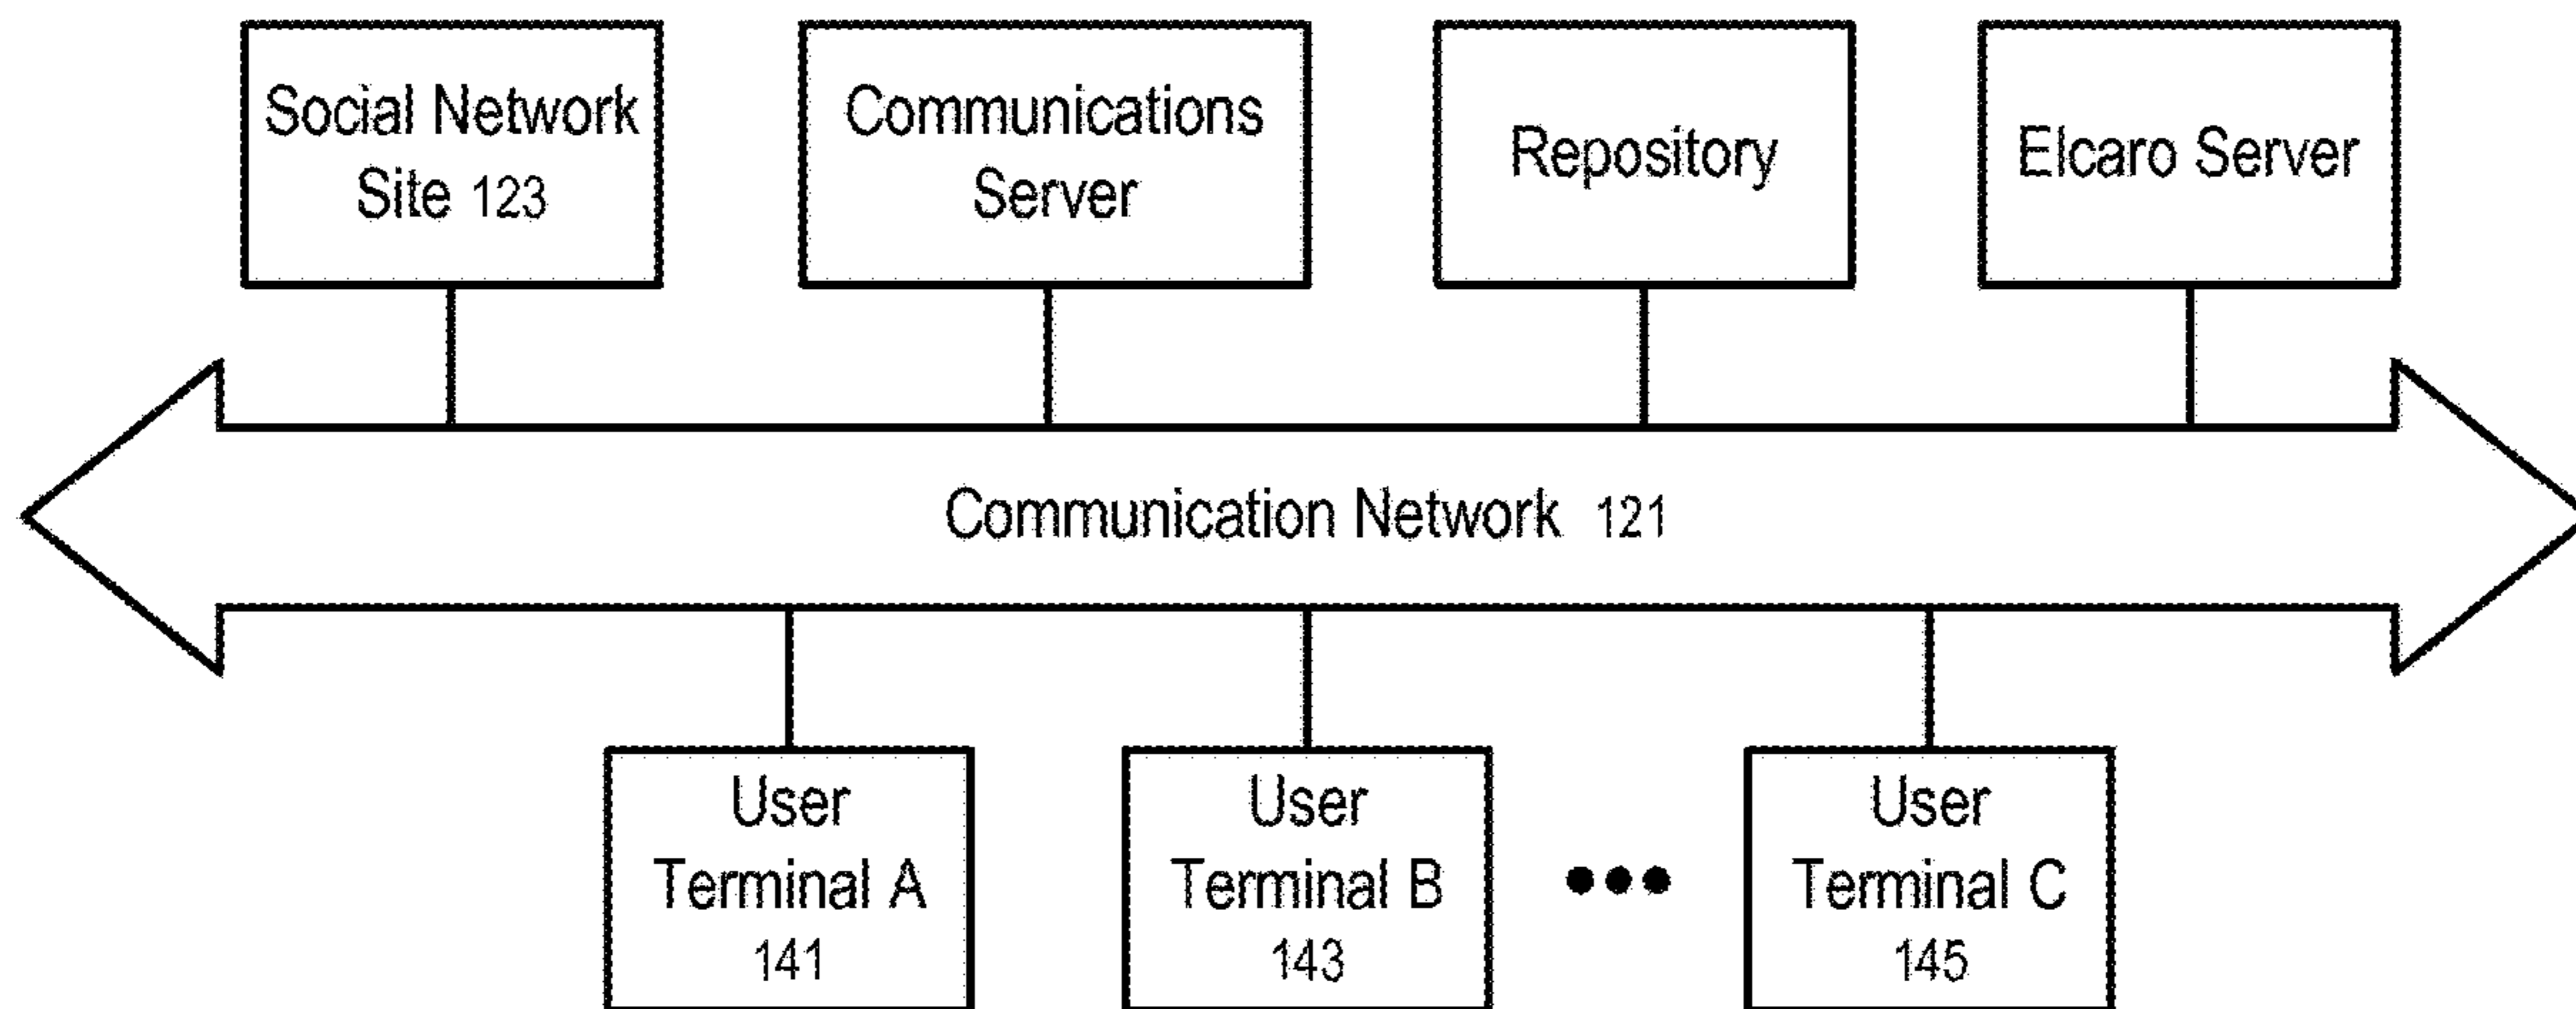 Social Network
Site 123
Communications
Server
Repository
Elcaro Server
Communication Network 121
User
Terminal A
141
User
Terminal B
143
User
Terminal C
145